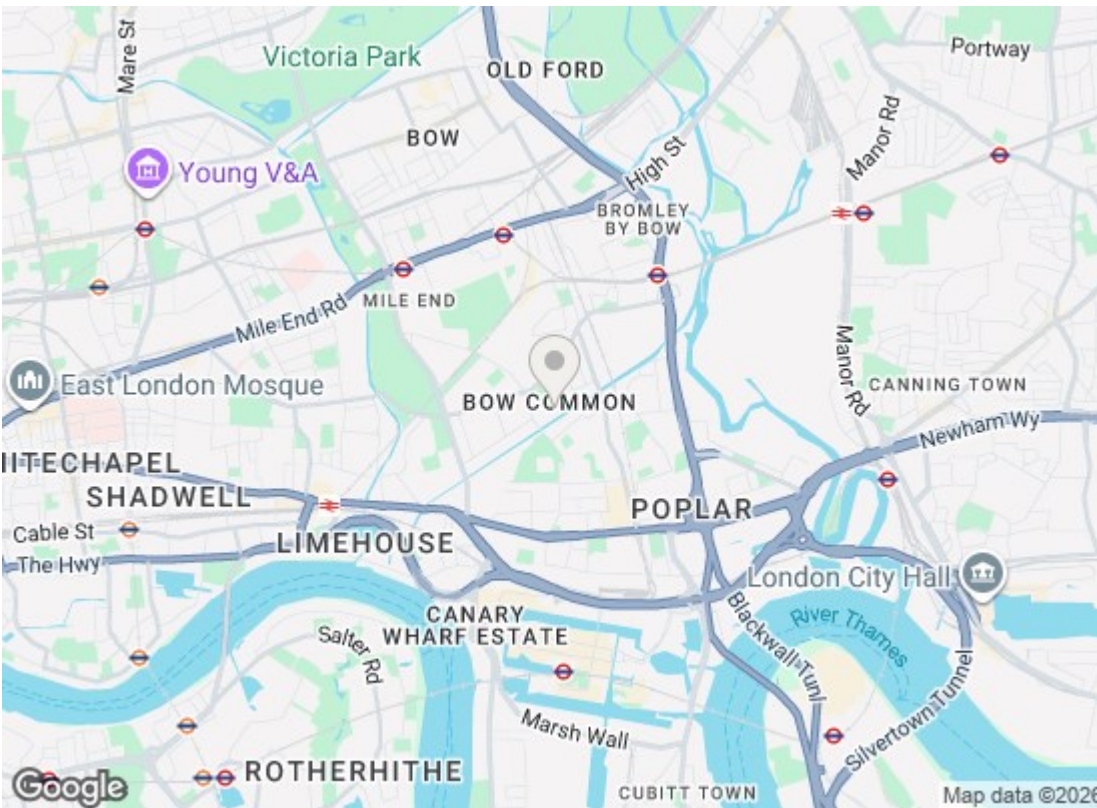 Mare St
Victoria Park
Portway
OLD FORD
BOW
Manor Rd
High St
Young V&A
BROMLEY
BY BOW
MILE END
Mile End Rd
Manor Rd
East London Mosque
BOW COMMON
CANNING TOWN
Newham Wy
ITECHAPEL
SHADWELL
POPLAR
Cable St
LIMEHOUSE
The Hwy
London City Hall
CANARY
WHARF ESTATE
Blackwall Tunl
River Thames
Salter Rd
Silvertown Tunnel
Marsh Wall
ROTHERHITHE
CUBITT TOWN
Google
Map data ©2026